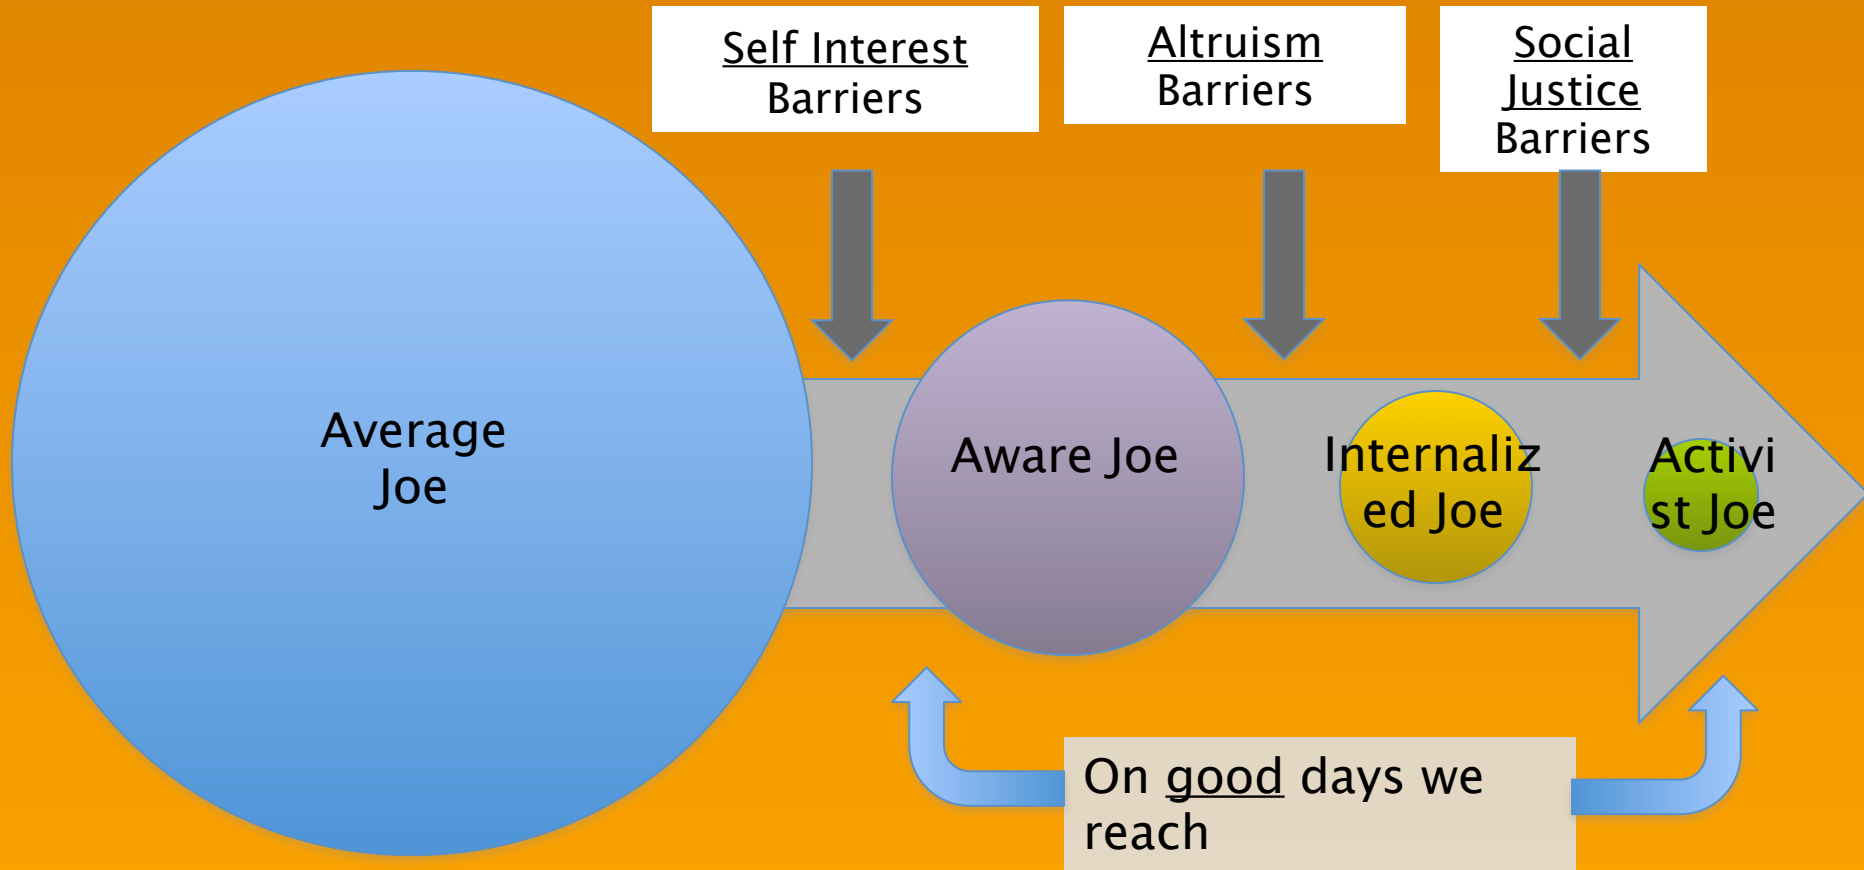 Self Interest
Barriers
Altruism
Barriers
Social
Justice
Barriers
Average
Joe
Aware Joe
Internaliz
ed Joe
Activi
st Joe
On good days we
reach